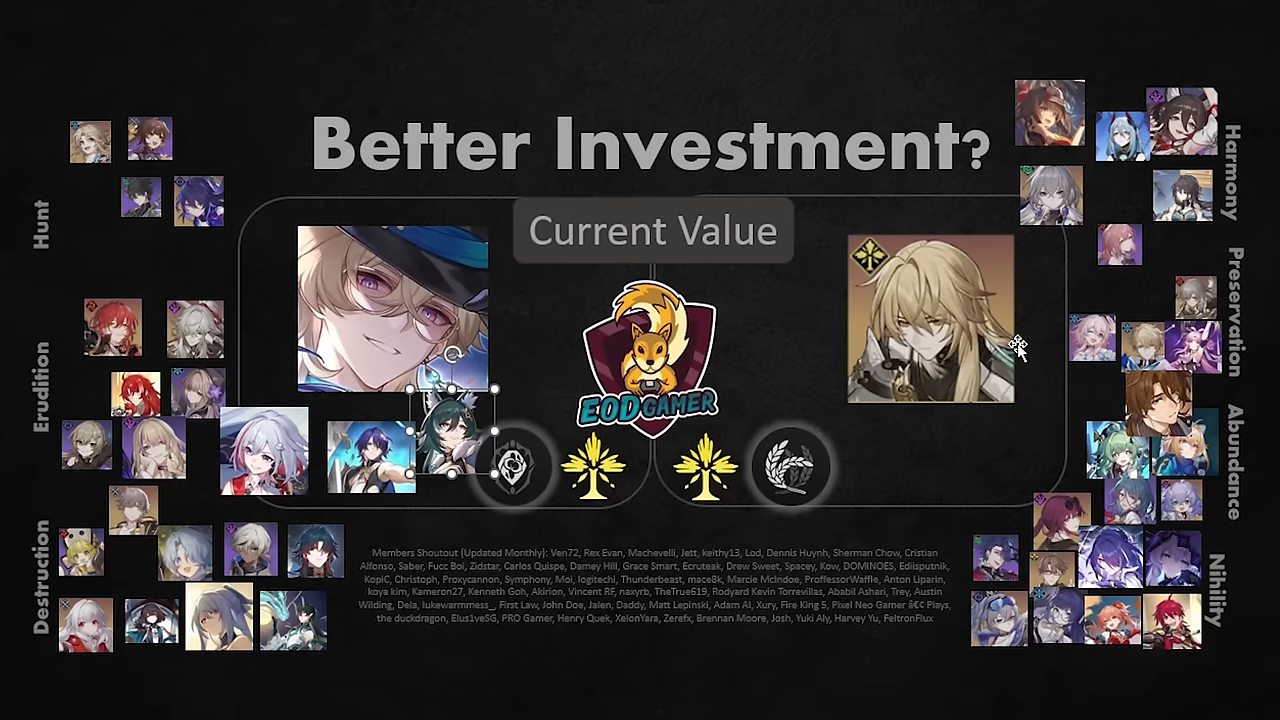 Better Investment?
Current Value
EOD GAMER
Hunt
Erudition
Destruction
Harmony
Preservation
Abundance
Nihility
Members Shoutout (Updated Monthly): Ven72, Rex Evan, Machevelli, Jett, keithy13, Lod, Dennis Huynh, Sherman Chow, Cristian
Alfonso, Saber, Fucc Boi, Zidstar, Carlos Quispe, Damey Hill, Grace Smart, Ecruteak, Drew Sweet, Spacey, Kow, DOMINOES, Ediisputnik,
KopiC, Christoph, Proxycannon, Symphony, Moi, logitechi, Thunderbeast, mace8k, Marcie McIndoe, ProffessorWaffle, Anton Liparin,
koya kim, Kameron27, Kenneth Goh, Akirion, Vincent RF, naxyrb, TheTrue619, Rodyard Kevin Torrevillas, Ababil Ashari, Trey, Austin
Wilding, Dela, lukewarmmess_, First Law, John Doe, Jalen, Daddy, Matt Lepinski, Adam Al, Xury, Fire King 5, Pixel Neo Gamer â€¢ Plays,
the duckdragon, Elus1veSG, PRO Gamer, Henry Quek, XelonYara, Zerefx, Brennan Moore, Josh, Yuki Aly, Harvey Yu, FeltronFlux